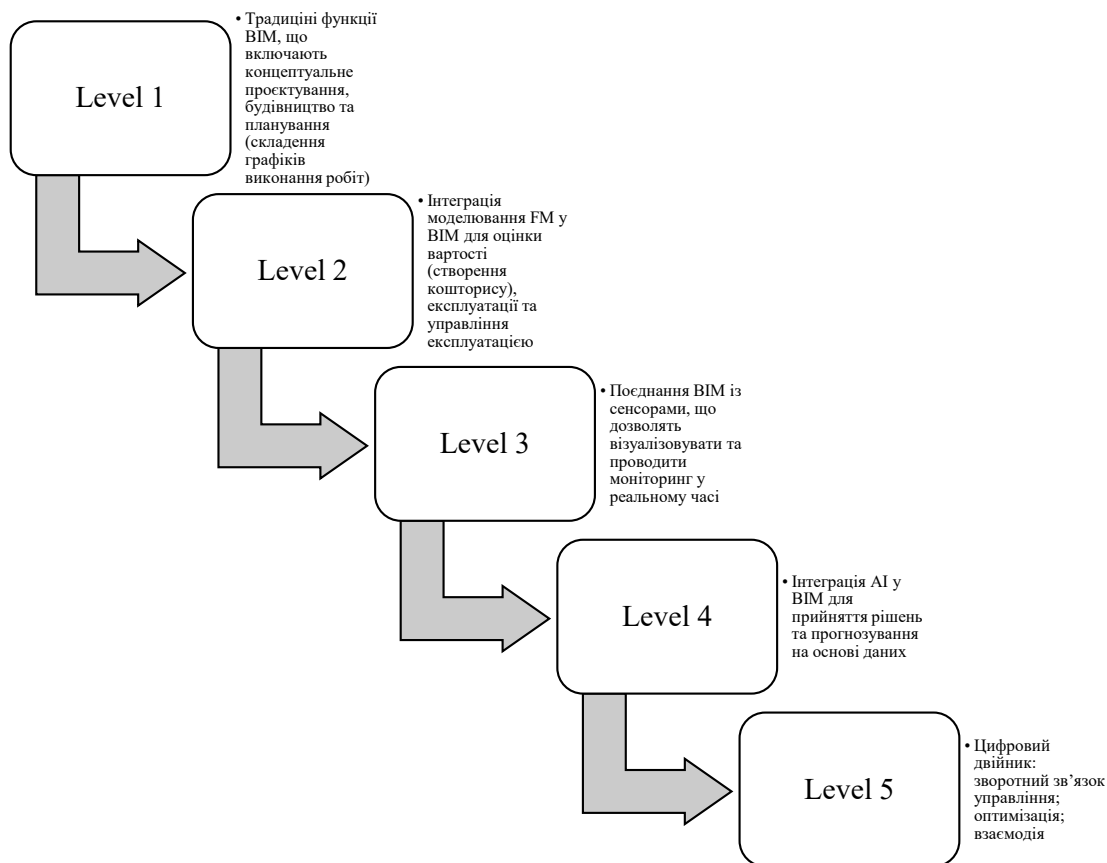 Level 1
• Традиціні функції
BIM, що
включають
концептуальне
проєктування,
будівництво та
планування
(складення
графіків
виконання робіт)
Level 2
• Інтеграція
моделювання FM у
BIM для оцінки
вартості
(створення
кошторису),
експлуатації та
управління
експлуатацією
Level 3
• Поєднання BIM із
сенсорами, що
дозволять
візуалізовувати та
проводити
моніторинг у
реальному часі
Level 4
• Інтеграція AI у
BIM для
прийняття рішень
та прогнозування
на основі даних
Level 5
• Цифровий
двійник:
зворотний зв’язок
управління;
оптимізація;
взаємодія